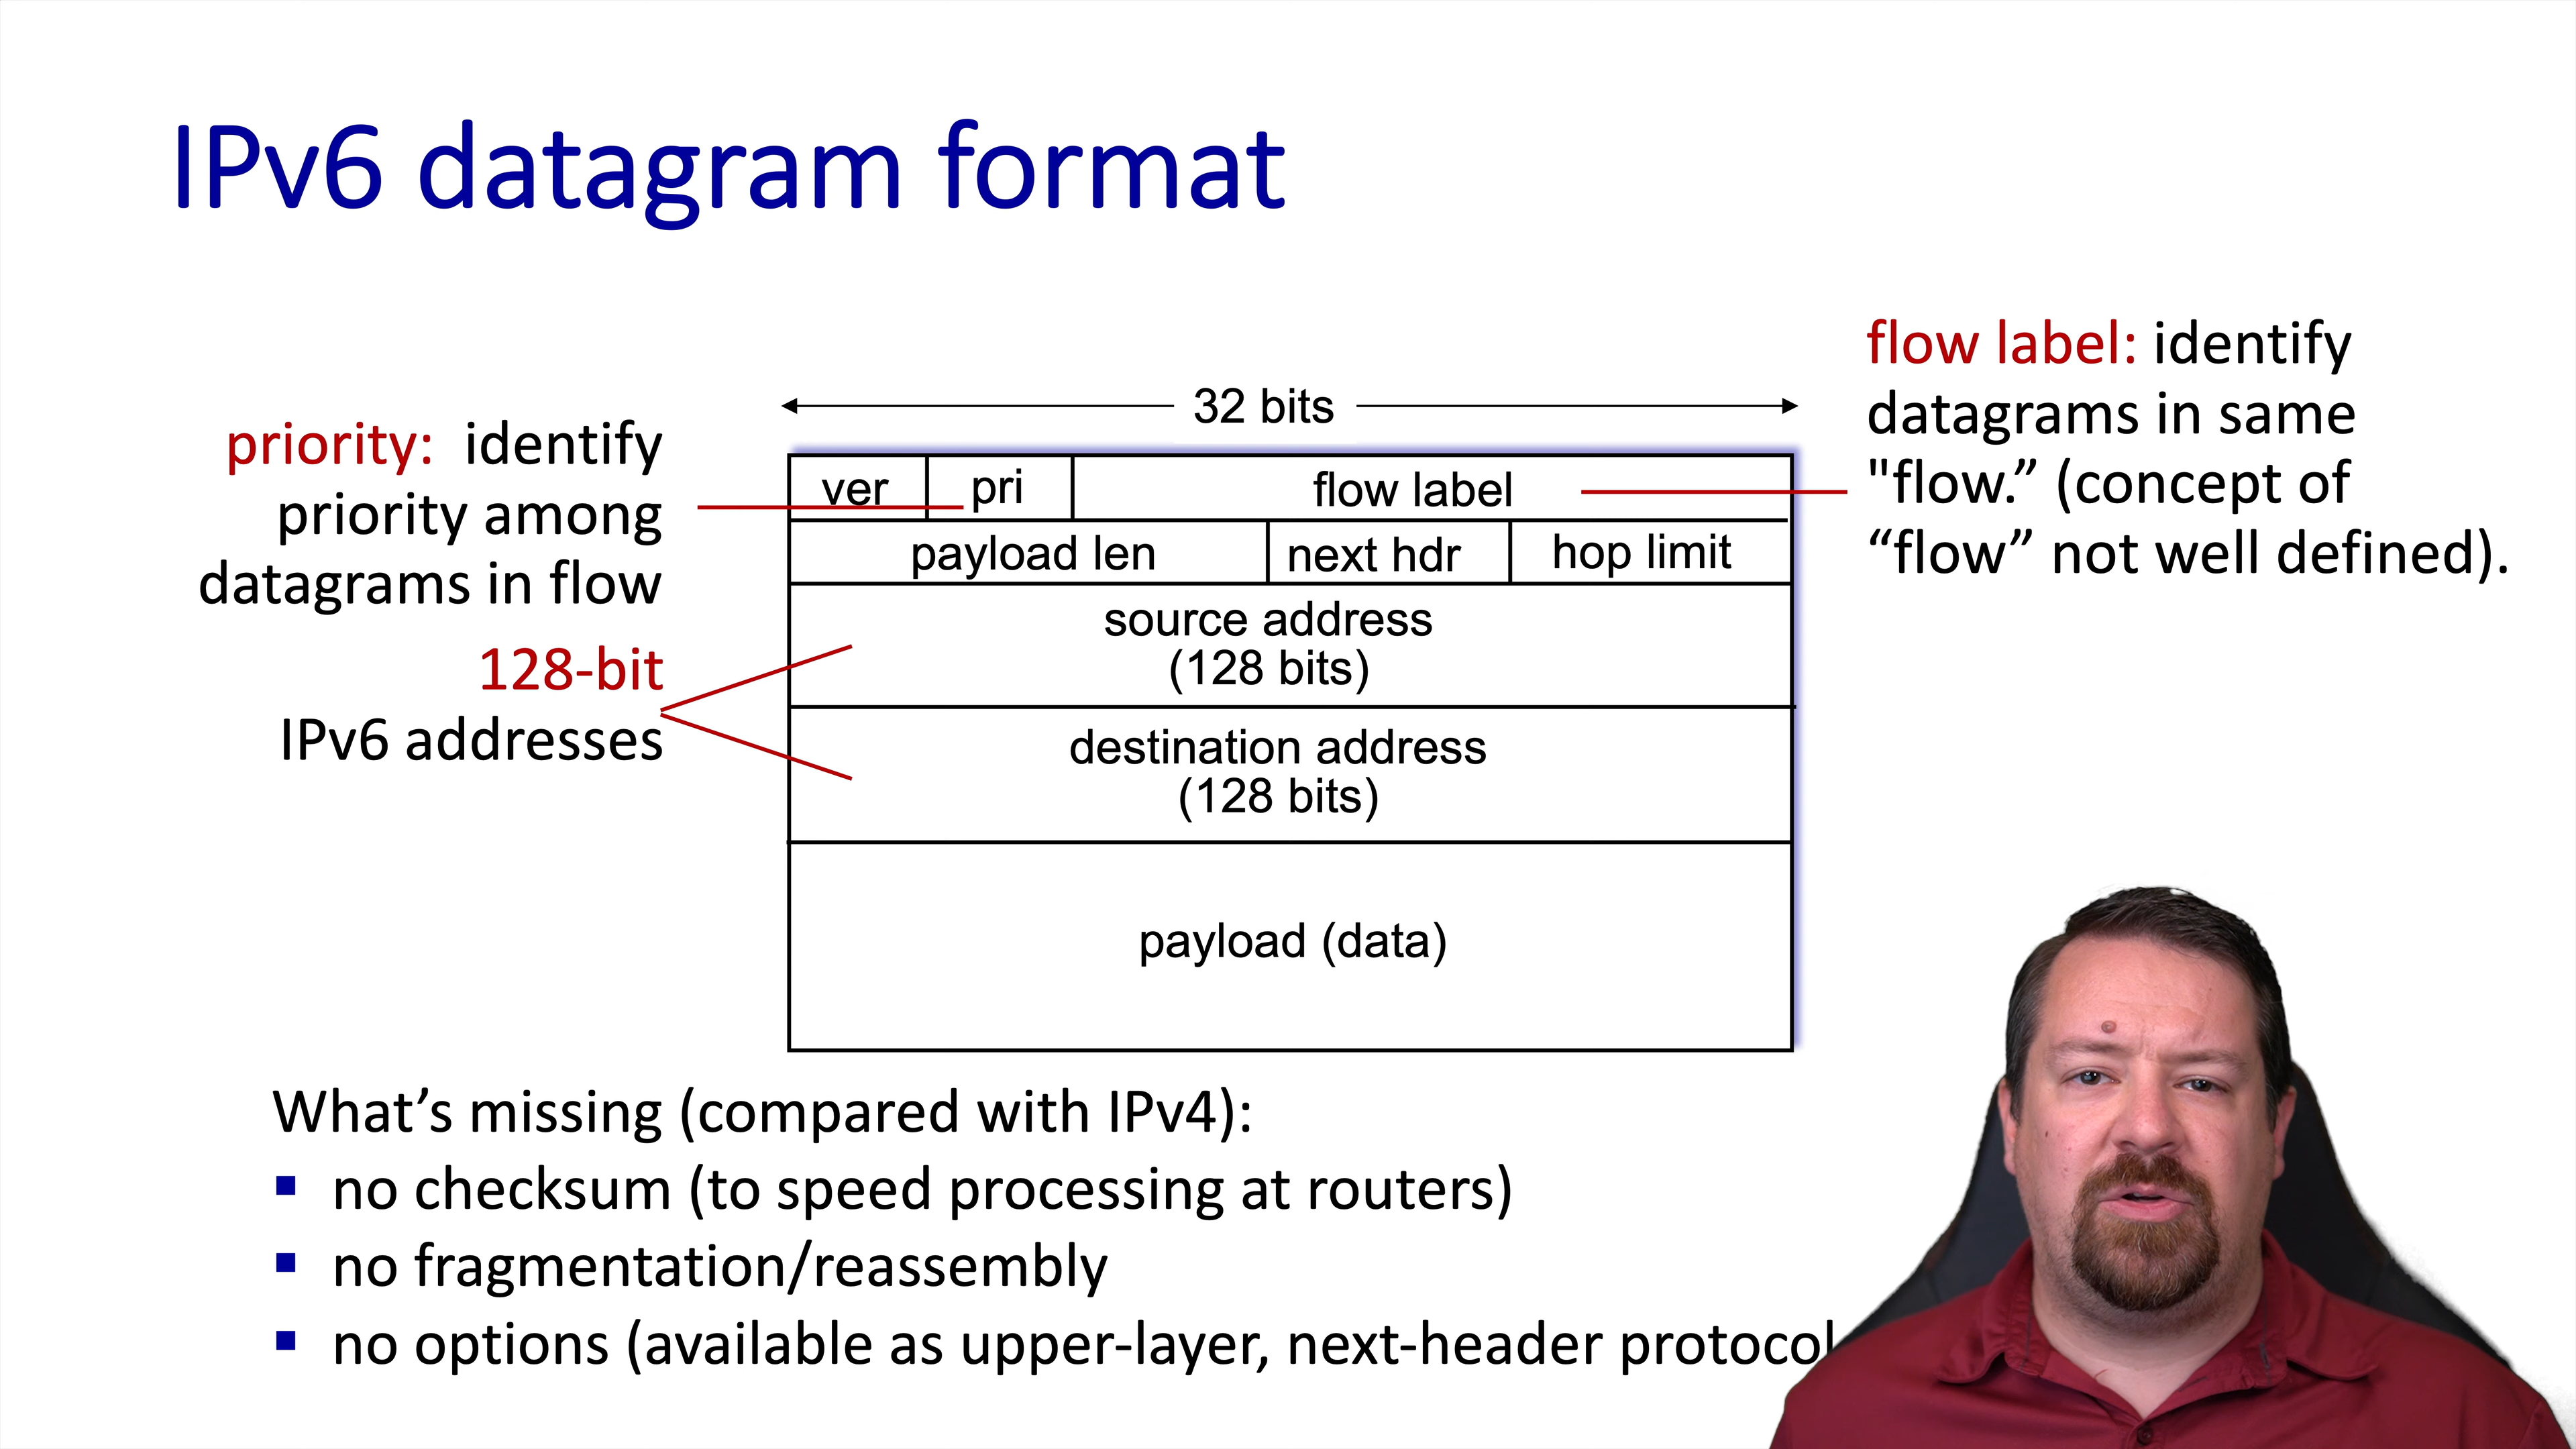 IPv6 datagram format
priority: identify
priority among
datagrams in flow
128-bit
IPv6 addresses
32 bits
ver pri flow label
payload len next hdr hop limit
source address
(128 bits)
destination address
(128 bits)
payload (data)
flow label: identify
datagrams in same
"flow.” (concept of
“flow” not well defined).
What’s missing (compared with IPv4):
▪ no checksum (to speed processing at routers)
▪ no fragmentation/reassembly
▪ no options (available as upper-layer, next-header protocol